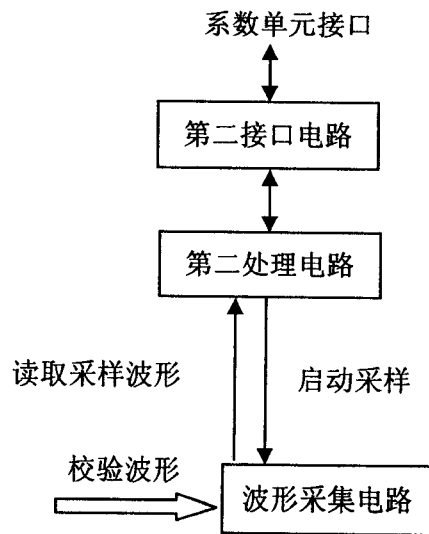 系数单元接口
第二接口电路
第二处理电路
读取采样波形
启动采样
校验波形
波形采集电路